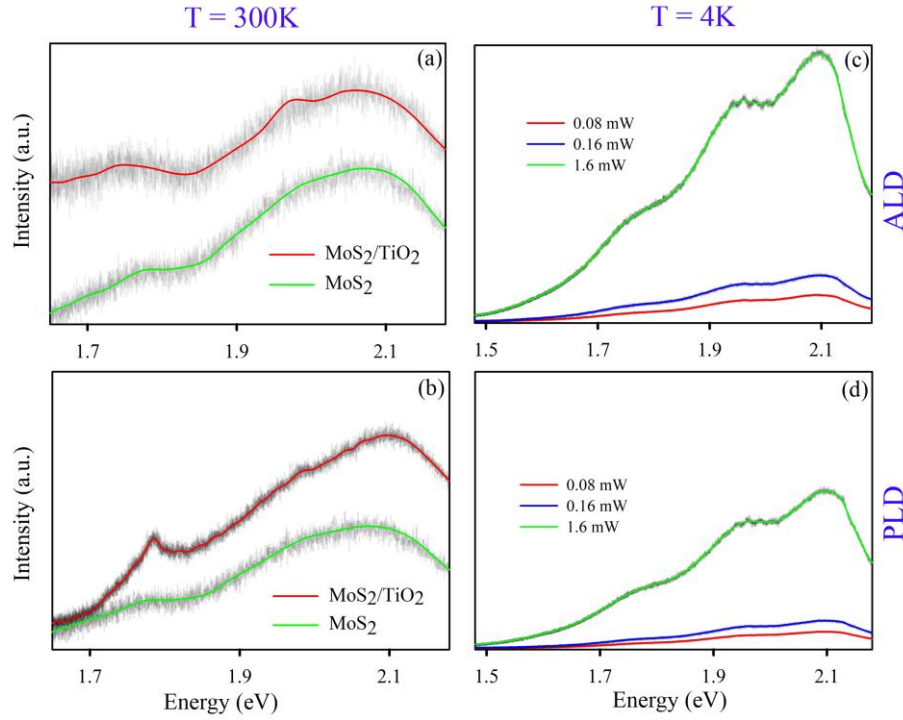 T = 300K
T = 4K
(a)
Intensity (a.u.)
MoS2/TiO2
MoS2
1.7 1.9 2.1
(c)
0.08 mW
0.16 mW
1.6 mW
1.5 1.7 1.9 2.1
ALD
(b)
Intensity (a.u.)
MoS2/TiO2
MoS2
1.7 1.9 2.1
Energy (eV)
(d)
0.08 mW
0.16 mW
1.6 mW
1.5 1.7 1.9 2.1
Energy (eV)
PLD